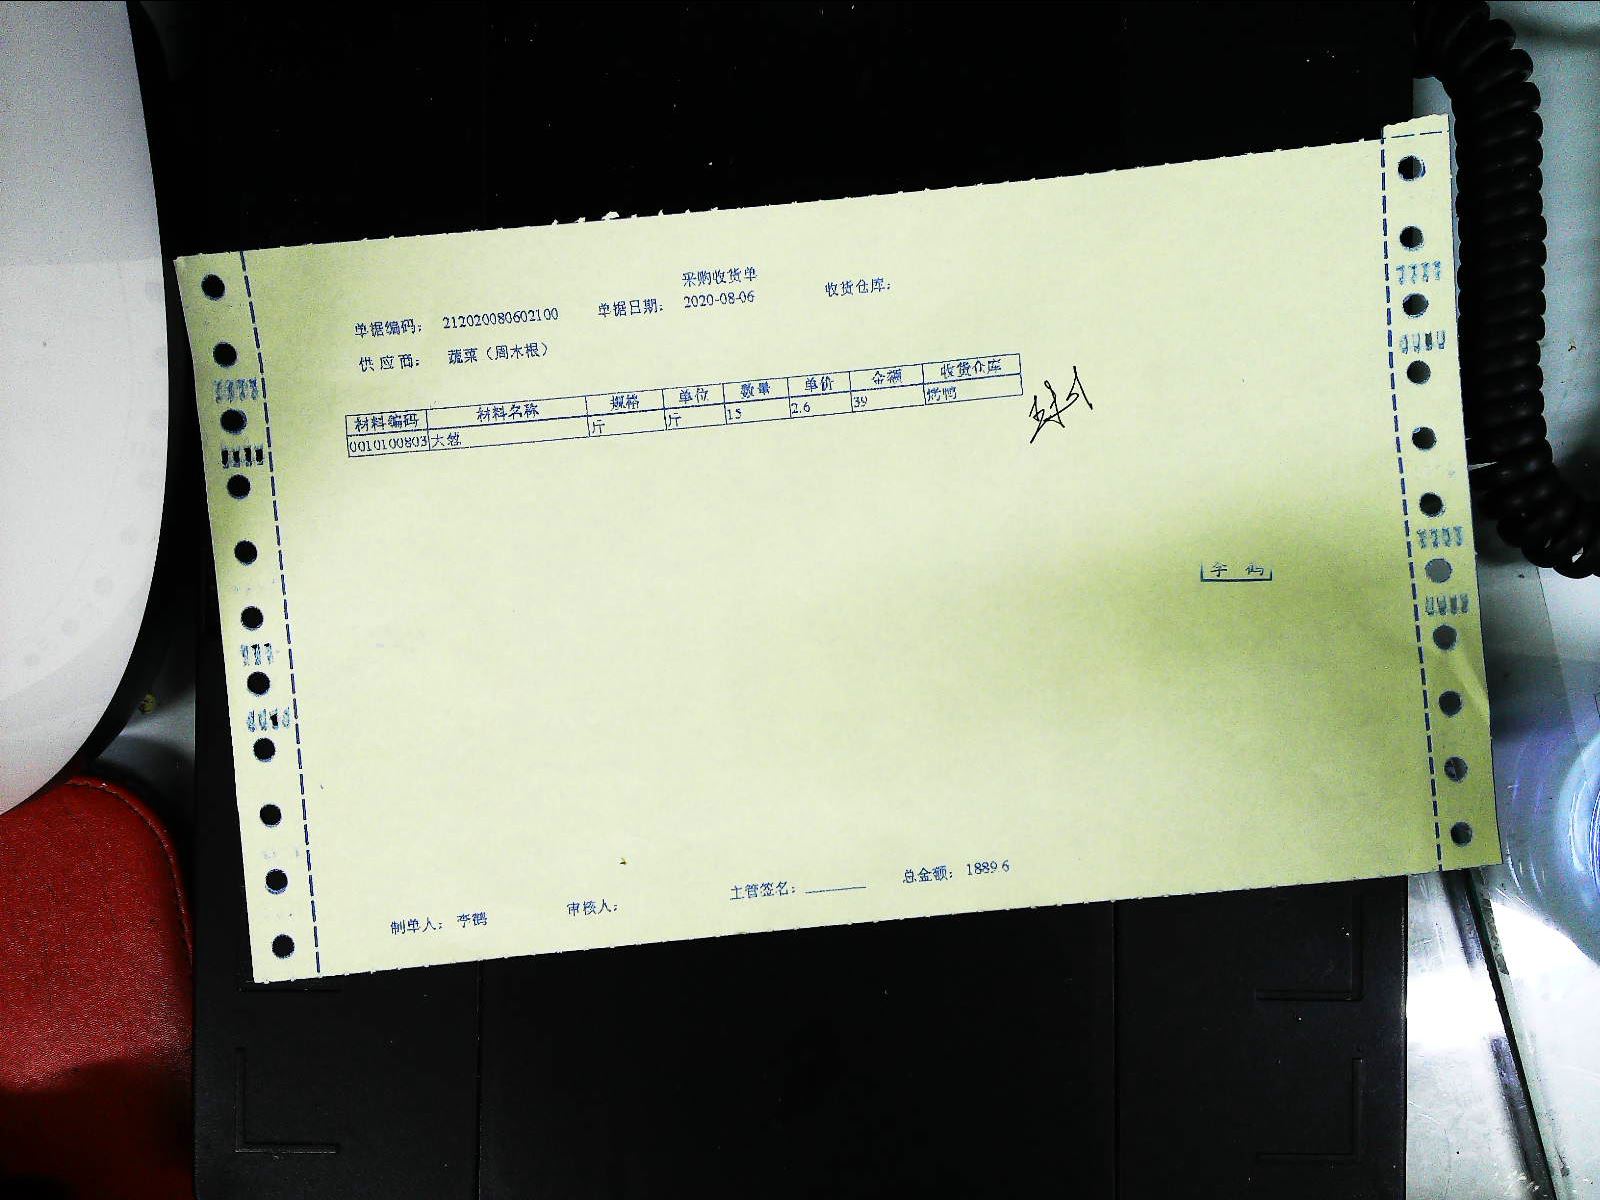 采购收货单
单据编码： 212020080602100 单据日期： 2020-08-06 收货仓库：
供 应 商： 蔬菜（周木根）
材料编码 材料名称 规格 单位 数量 单价 金额 收货仓库
0010100803 大葱 斤 斤 15 2.6 39 烤鸭
制单人： 李鹤 审核人： 主管签名： 总金额： 1889.6